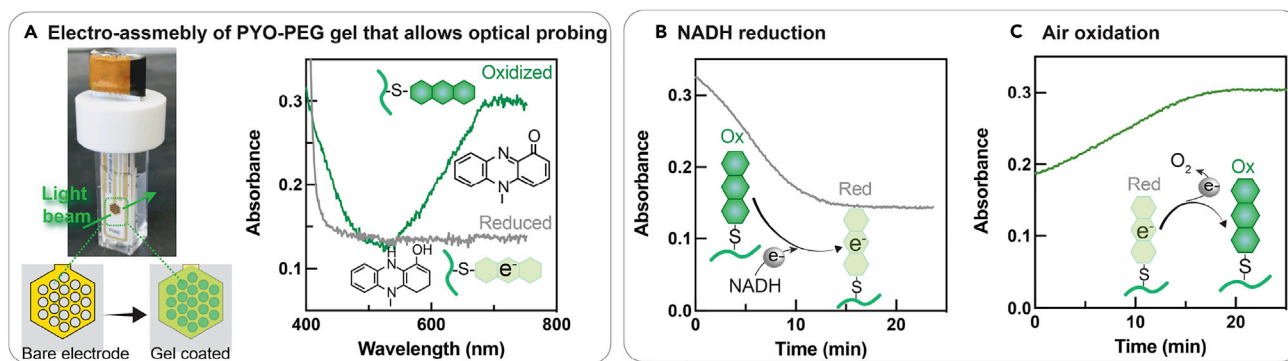 A Electro-assmebly of PYO-PEG gel that allows optical probing
Light
beam
Bare electrode
Gel coated
Absorbance
0.3
0.2
0.1
400
600
800
Wavelength (nm)
Oxidized
-S-
O
N
N
Reduced
H
N
OH
N
-S-
e-
B NADH reduction
Absorbance
0.3
0.2
0.1
0.0
0
10
20
Time (min)
Ox
S
NADH
e-
Red
e-
S
C Air oxidation
Absorbance
0.3
0.2
0.1
0.0
0
10
20
Time (min)
Red
e-
S
O2
e-
Ox
S